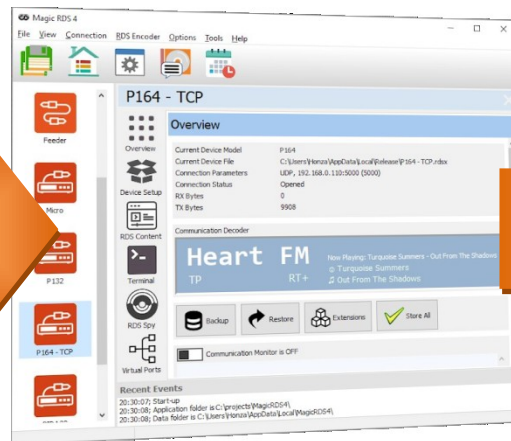 Magic RDS 4
File View Connection RDS Encoder Options Tools Help
P164 - TCP
Feeder
Micro
P132
P164 - TCP
Overview
Device Setup
RDS Content
Terminal
RDS Spy
Virtual Ports
Overview
Current Device Model P164
Current Device File C:\Users\Honza\AppData\Local\Release\P164 - TCP.rdsx
Connection Parameters UDP, 192.168.0.110:5000 (5000)
Connection Status Opened
RX Bytes 0
TX Bytes 9908
Communication Decoder
Heart FM
Now Playing: Turquoise Summers - Out From The Shadows
Turquoise Summers
TP RT+ Out From The Shadows
Backup Restore Extensions Store All
Communication Monitor is OFF
Recent Events
20:30:07; Start-up
20:30:08; Application folder is C:\projects\MagicRDS4\
20:30:08; Data folder is C:\Users\Honza\AppData\Local\MagicRDS4\